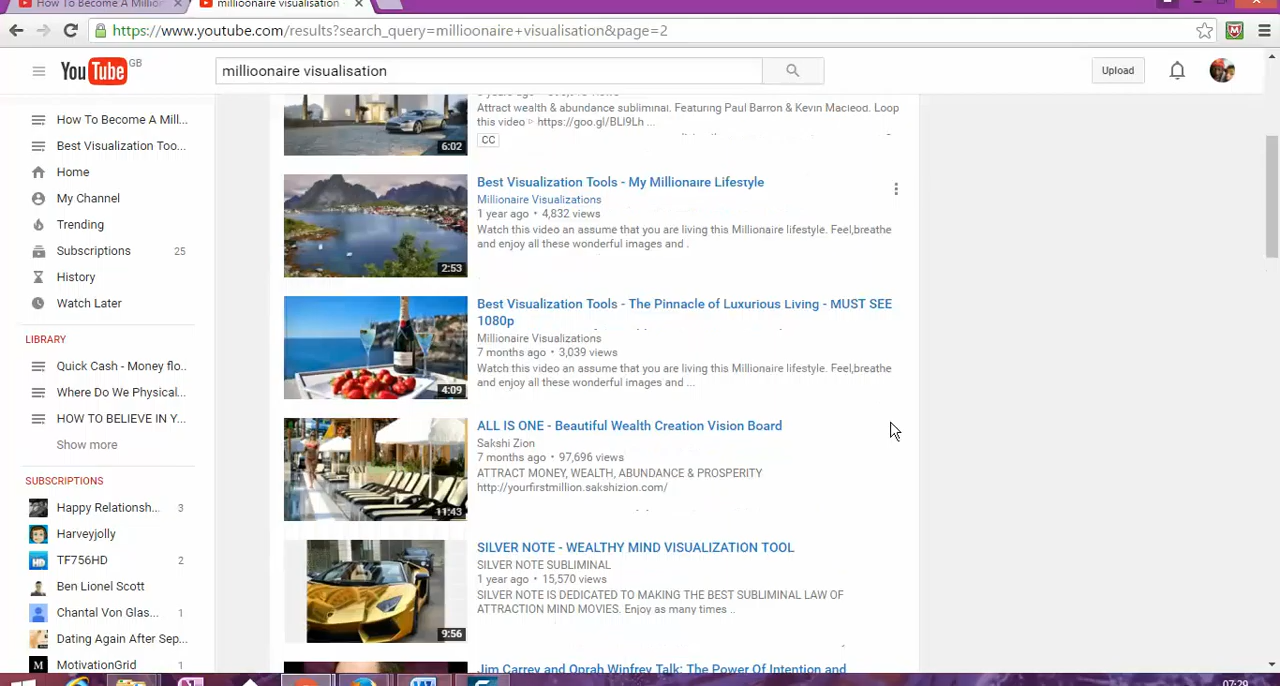 How To Become A Million
millioonaire visualisation
https://www.youtube.com/results?search_query=millioonaire+visualisation&page=2
YouTube GB
millioonaire visualisation
Upload
How To Become A Mill...
Best Visualization Too...
Home
My Channel
Trending
Subscriptions 25
History
Watch Later
LIBRARY
Quick Cash - Money flo..
Where Do We Physical..
HOW TO BELIEVE IN Y..
Show more
SUBSCRIPTIONS
Happy Relationsh... 3
Harveyjolly
TF756HD 2
Ben Lionel Scott
Chantal Von Glas... 1
Dating Again After Sep...
MotivationGrid 1
Attract wealth & abundance subliminal. Featuring Paul Barron & Kevin Macleod. Loop
this video ▹ https://goo.gl/BLI9Lh ...
CC
6:02
Best Visualization Tools - My Millionaire Lifestyle
Millionaire Visualizations
1 year ago • 4,832 views
Watch this video an assume that you are living this Millionaire lifestyle. Feel,breathe
and enjoy all these wonderful images and .
2:53
Best Visualization Tools - The Pinnacle of Luxurious Living - MUST SEE
1080p
Millionaire Visualizations
7 months ago • 3,039 views
Watch this video an assume that you are living this Millionaire lifestyle. Feel,breathe
and enjoy all these wonderful images and ...
4:09
ALL IS ONE - Beautiful Wealth Creation Vision Board
Sakshi Zion
7 months ago • 97,696 views
ATTRACT MONEY, WEALTH, ABUNDANCE & PROSPERITY
http://yourfirstmillion.sakshizion.com/
11:43
SILVER NOTE - WEALTHY MIND VISUALIZATION TOOL
SILVER NOTE SUBLIMINAL
1 year ago • 15,570 views
SILVER NOTE IS DEDICATED TO MAKING THE BEST SUBLIMINAL LAW OF
ATTRACTION MIND MOVIES. Enjoy as many times ..
9:56
Jim Carrey and Oprah Winfrey Talk: The Power Of Intention and
07:29